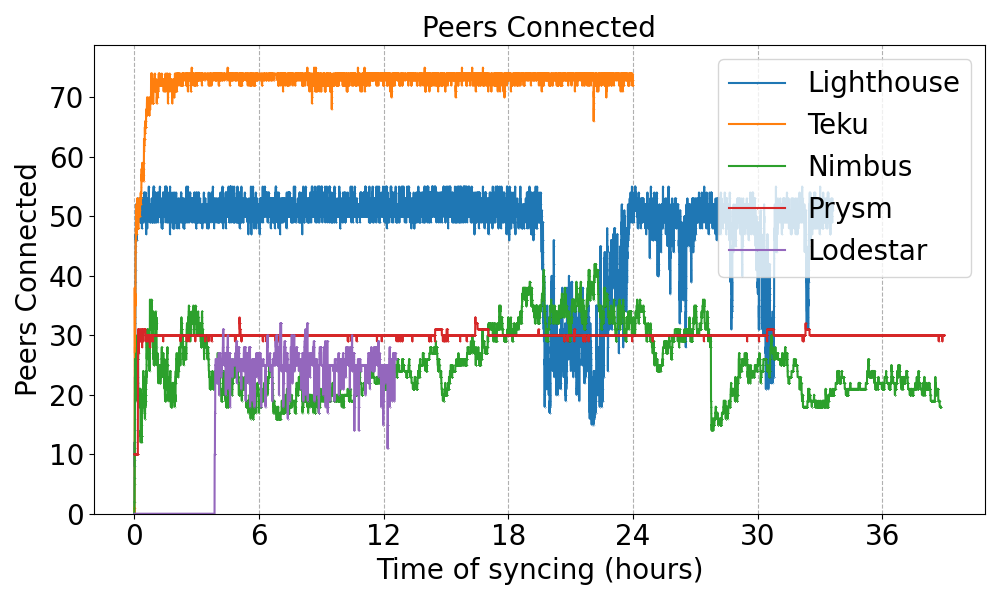 Peers Connected
Peers Connected
70
60
50
40
30
20
10
0
Lighthouse
Teku
Nimbus
Prysm
Lodestar
0 6 12 18 24 30 36
Time of syncing (hours)